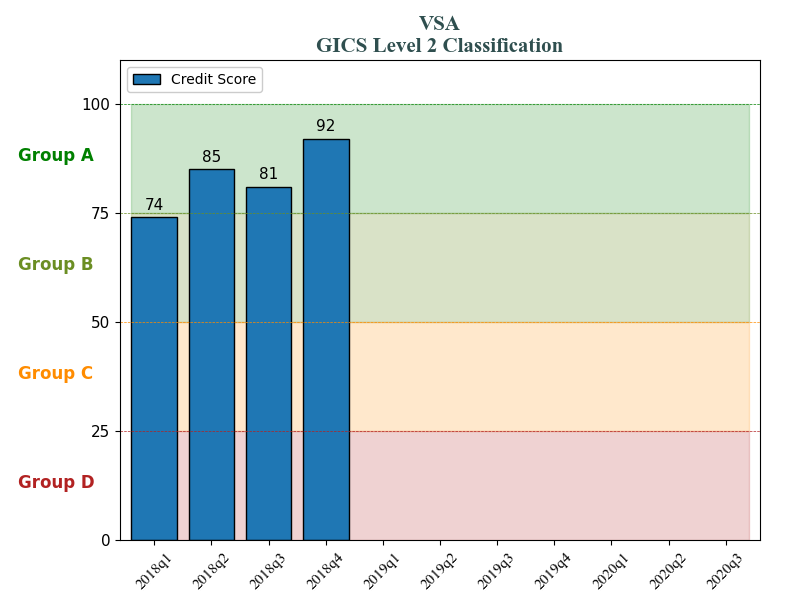 VSA
GICS Level 2 Classification
Credit Score
100
Group A
92
85
81
74
75
Group B
50
Group C
25
Group D
0
2018q1
2018q2
2018q3
2018q4
2019q1
2019q2
2019q3
2019q4
2020q1
2020q2
2020q3